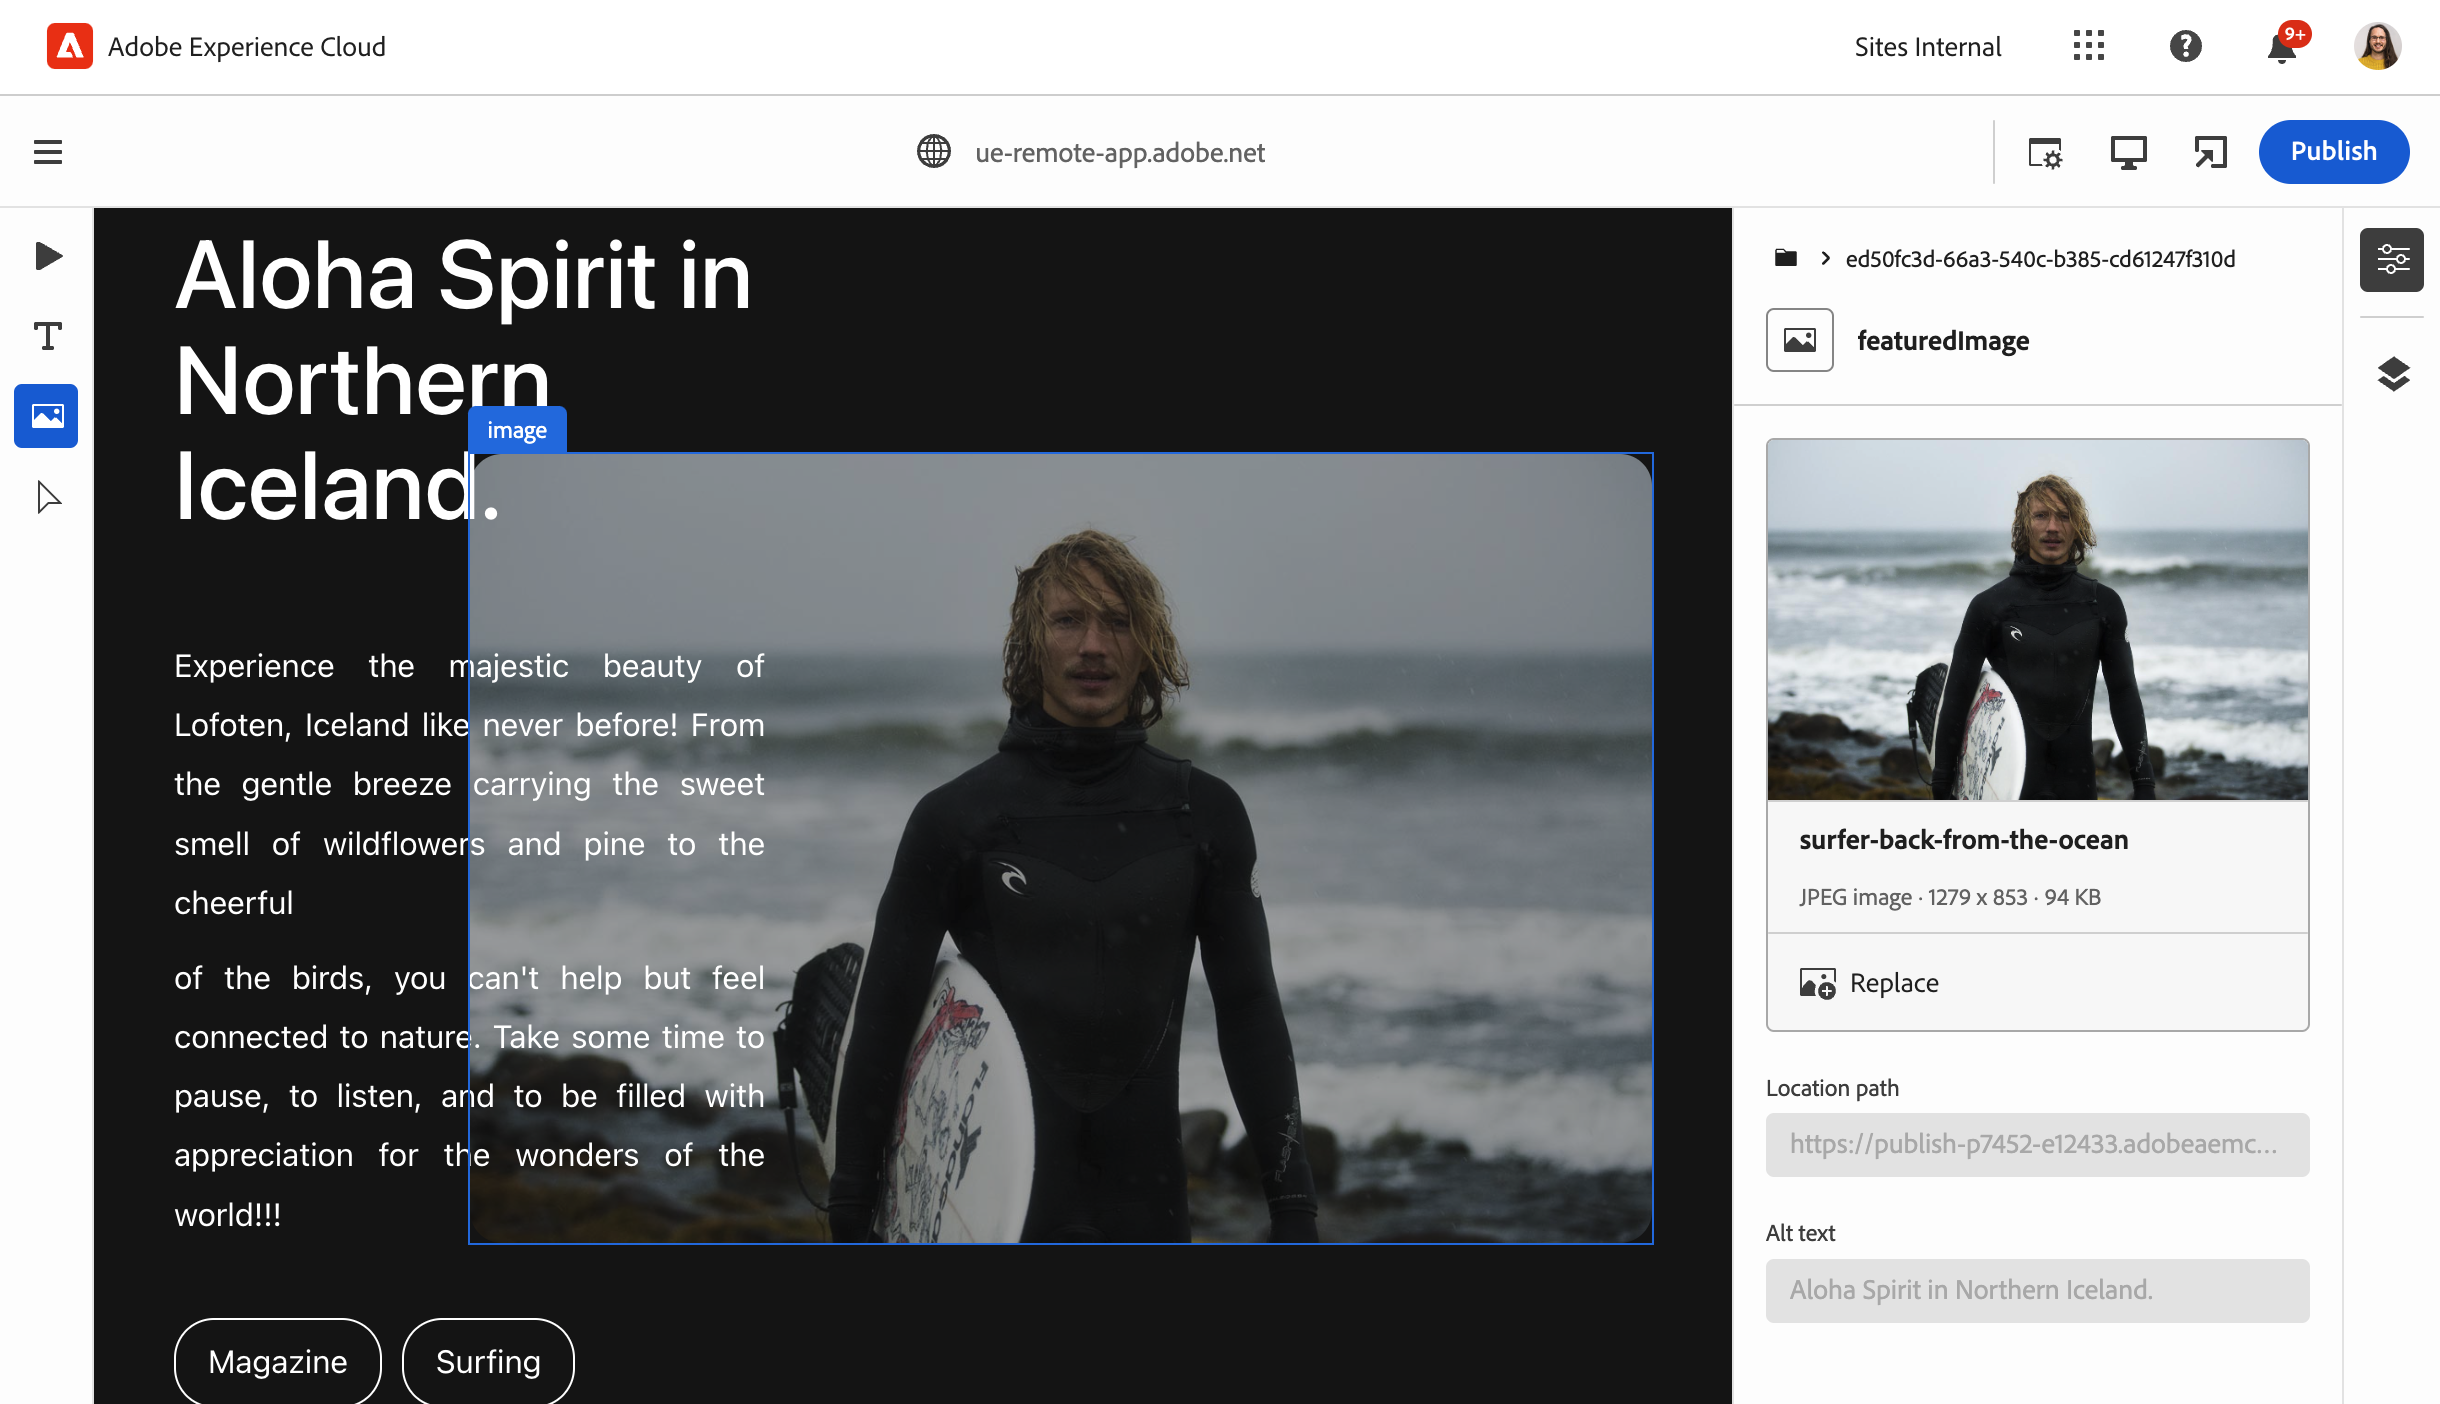 Adobe Experience Cloud
Sites Internal
9+
ue-remote-app.adobe.net
Publish
Aloha Spirit in
Northern
Iceland.
image
Experience the majestic beauty of
Lofoten, Iceland like never before! From
the gentle breeze carrying the sweet
smell of wildflowers and pine to the
cheerful
of the birds, you can't help but feel
connected to nature. Take some time to
pause, to listen, and to be filled with
appreciation for the wonders of the
world!!!
Magazine
Surfing
ed50fc3d-66a3-540c-b385-cd61247f310d
featuredImage
surfer-back-from-the-ocean
JPEG image · 1279 x 853 · 94 KB
Replace
Location path
https://publish-p7452-e12433.adobeaemc...
Alt text
Aloha Spirit in Northern Iceland.